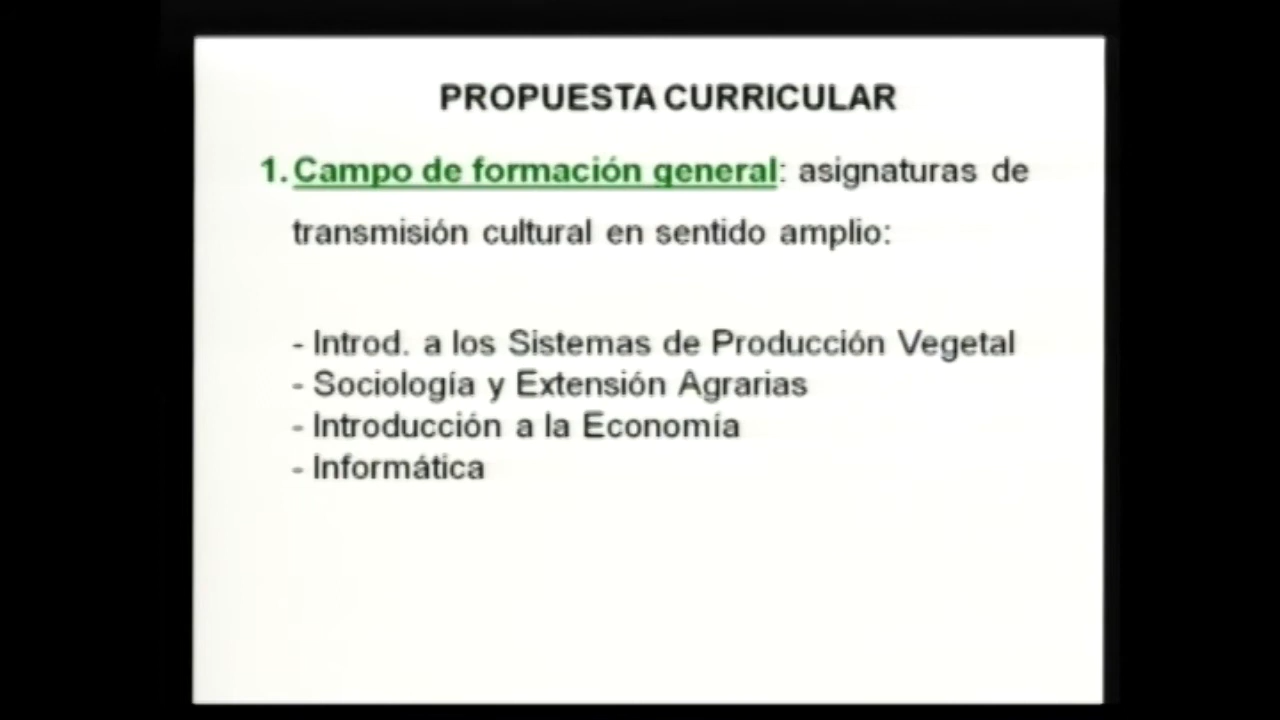 PROPUESTA CURRICULAR
1. Campo de formación general: asignaturas de
transmisión cultural en sentido amplio:
- Introd. a los Sistemas de Producción Vegetal
- Sociología y Extensión Agrarias
- Introducción a la Economía
- Informática